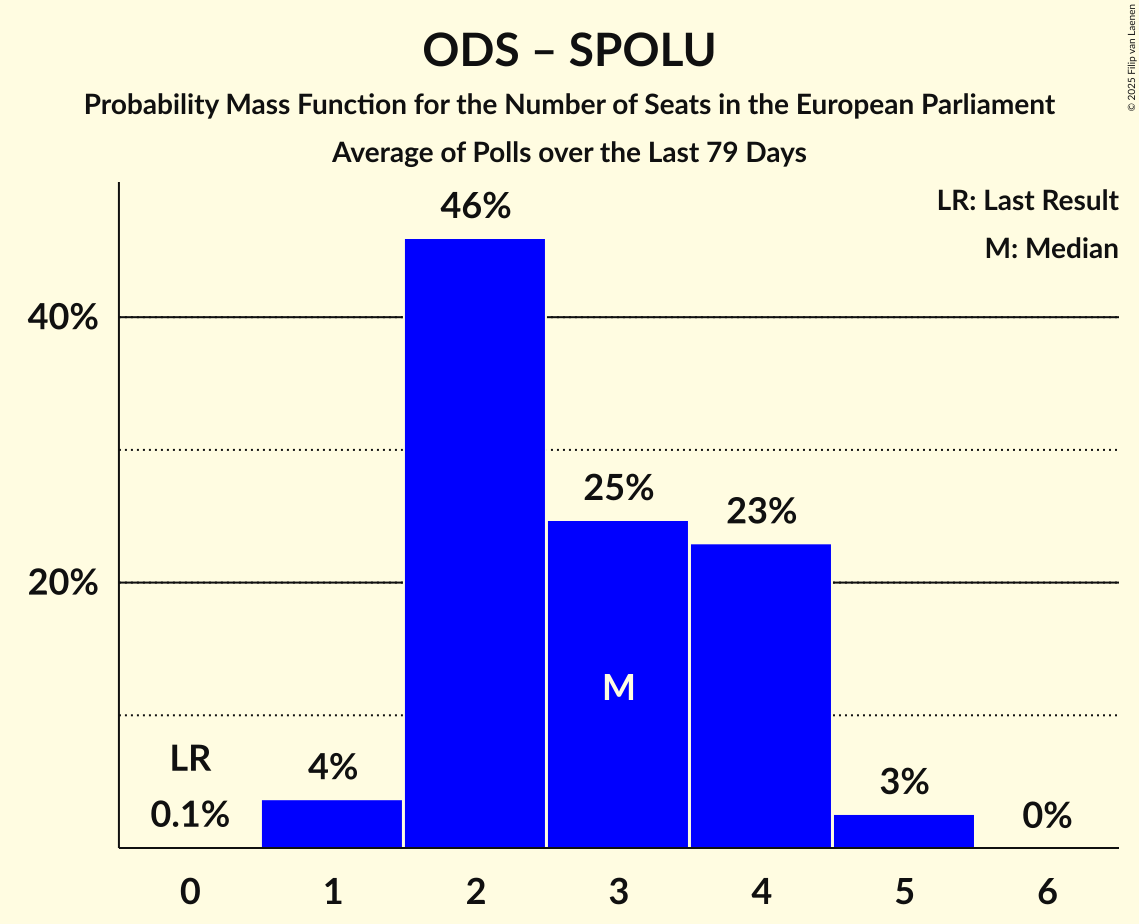 ODS – SPOLU
Probability Mass Function for the Number of Seats in the European Parliament
Average of Polls over the Last 79 Days
© 2025 Filip van Laenen
LR: Last Result
M: Median
46%
40%
25%
23%
20%
M
LR
0.1%
4%
3%
0%
0 1 2 3 4 5 6